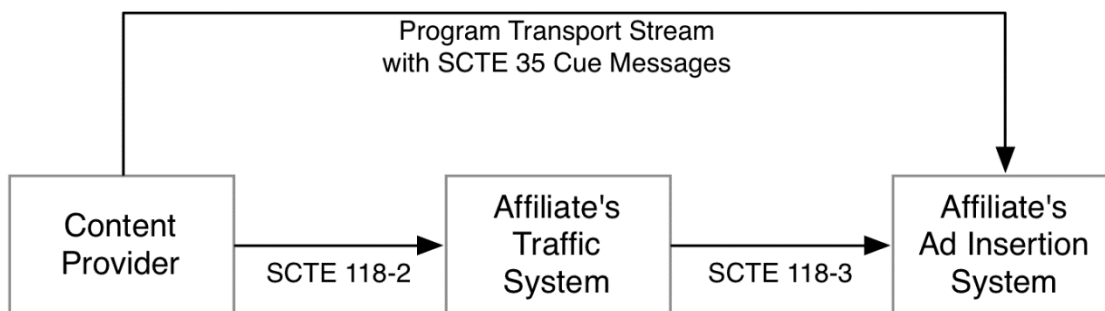 Program Transport Stream
with SCTE 35 Cue Messages
Content
Provider
SCTE 118-2
Affiliate's
Traffic
System
SCTE 118-3
Affiliate's
Ad Insertion
System